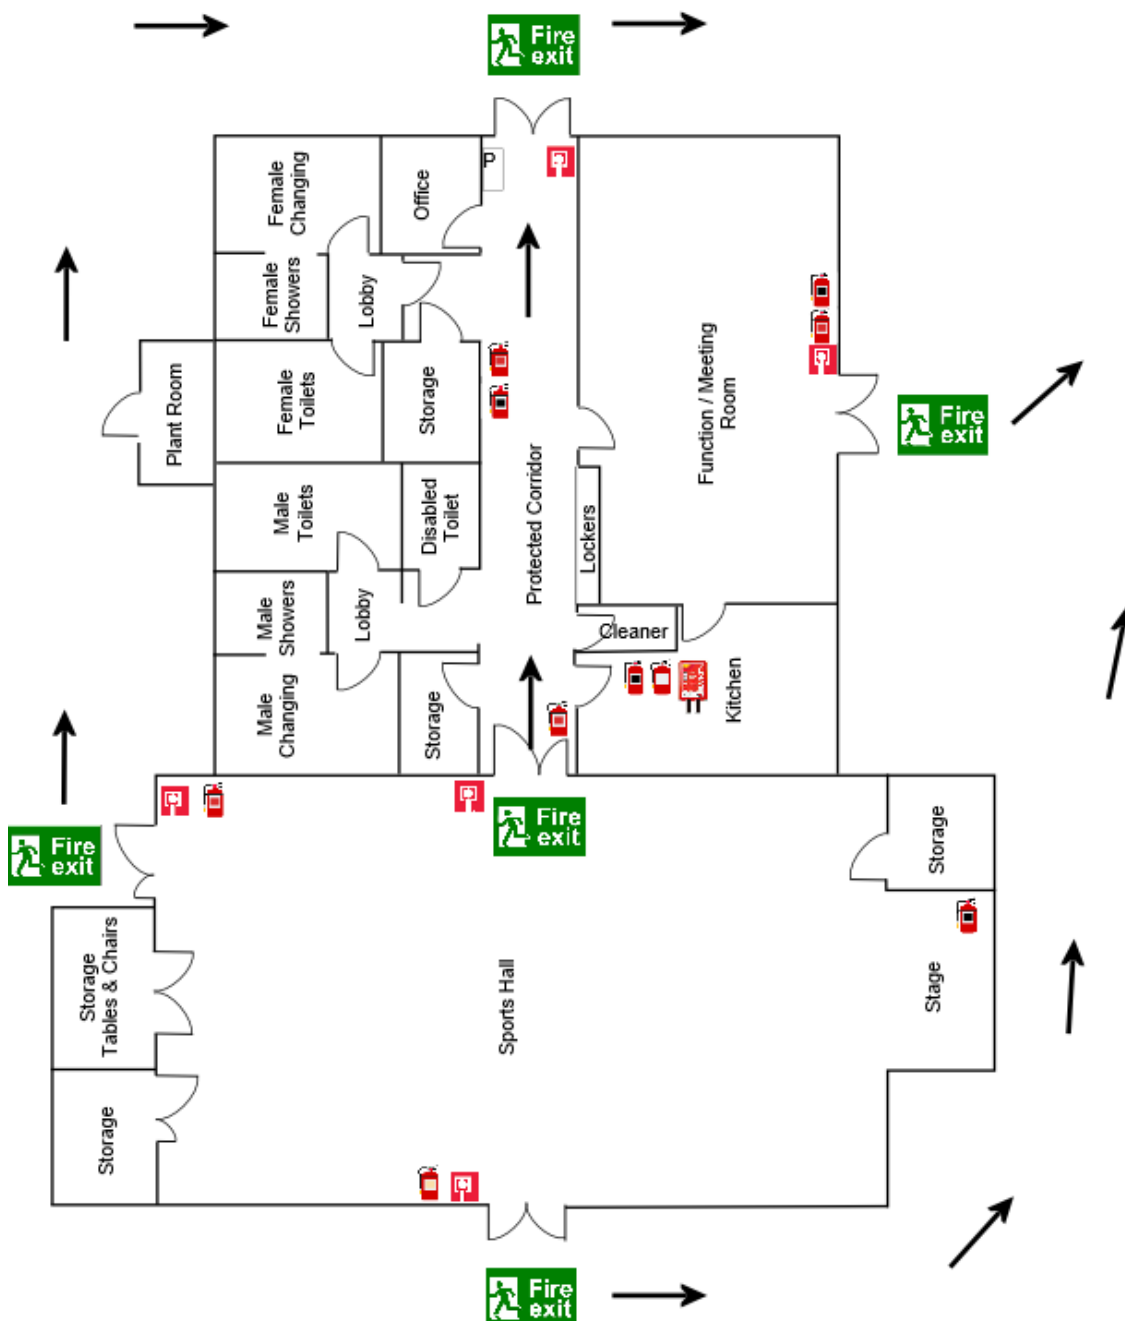 Fire
exit
P
Female
Changing
Office
Female
Showers
Lobby
Plant Room
Female
Toilets
Storage
Function / Meeting
Room
Fire
exit
Male
Toilets
Disabled
Toilet
Protected Corridor
Lockers
Male
Showers
Lobby
Cleaner
Male
Changing
Storage
Kitchen
Fire
exit
Fire
exit
Storage
Storage
Tables & Chairs
Sports Hall
Stage
Storage
Fire
exit